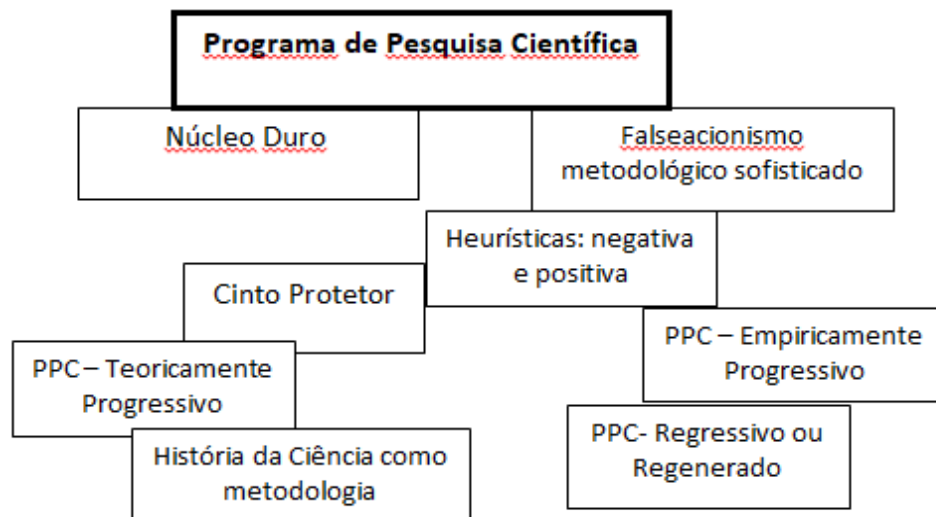 Programa de Pesquisa Científica
Núcleo Duro
Falseacionismo
metodológico sofisticado
Heurísticas: negativa
e positiva
Cinto Protetor
PPC – Empiricamente
Progressivo
PPC – Teoricamente
Progressivo
PPC- Regressivo ou
Regenerado
História da Ciência como
metodologia